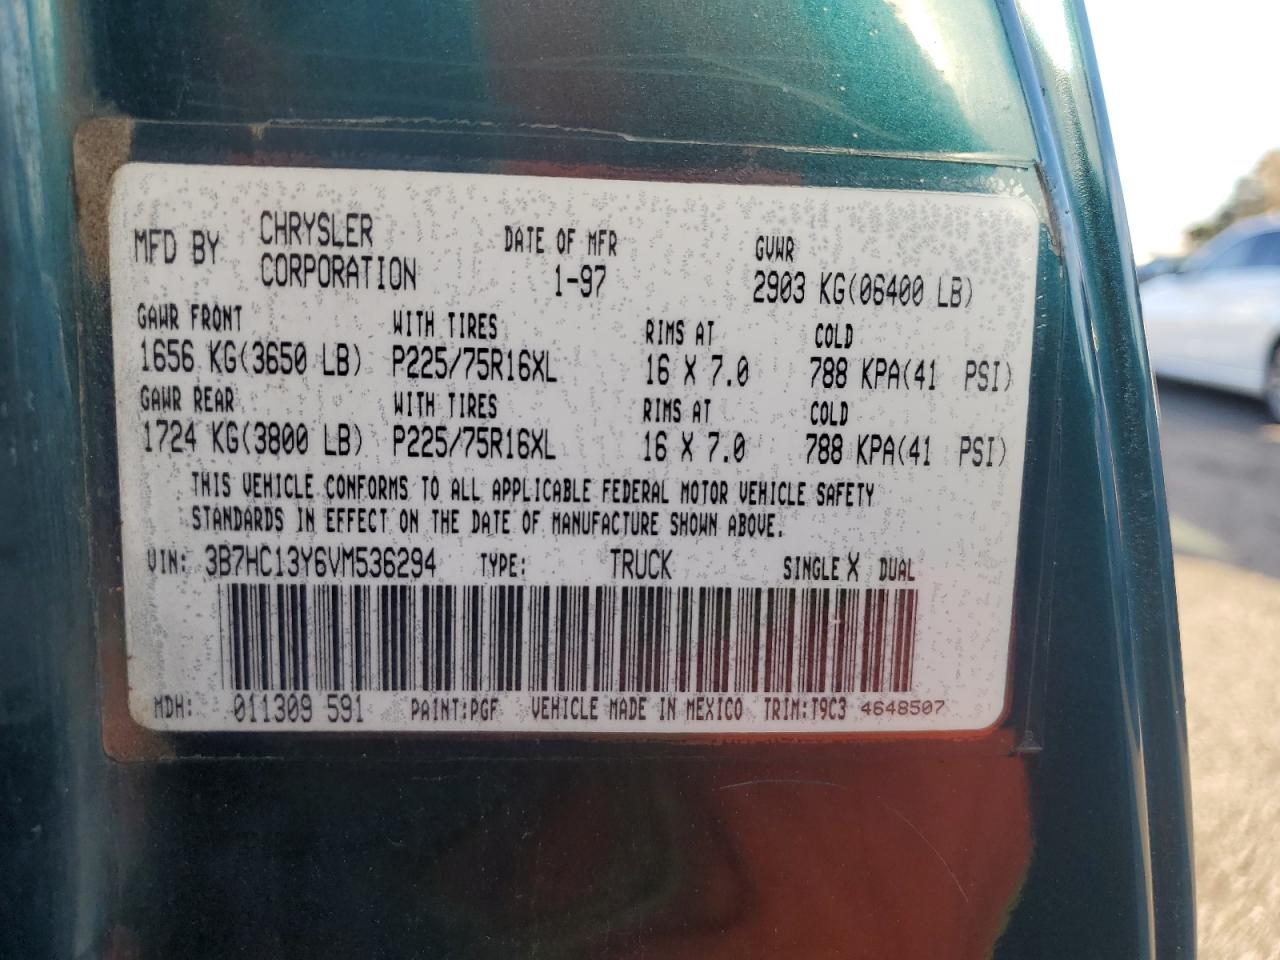 MFD BY CHRYSLER CORPORATION DATE OF MFR 1-97 GVWR 2903 KG(06400 LB)
GAWR FRONT WITH TIRES RIMS AT COLD
1656 KG(3650 LB) P225/75R16XL 16 X 7.0 788 KPA(41 PSI)
GAWR REAR WITH TIRES RIMS AT COLD
1724 KG(3800 LB) P225/75R16XL 16 X 7.0 788 KPA(41 PSI)
THIS VEHICLE CONFORMS TO ALL APPLICABLE FEDERAL MOTOR VEHICLE SAFETY
STANDARDS IN EFFECT ON THE DATE OF MANUFACTURE SHOWN ABOVE.
VIN: 3B7HC13Y6VM536294 TYPE: TRUCK SINGLE X DUAL
MDH: 011309 591 PAINT:PGF VEHICLE MADE IN MEXICO TRIM:T9C3 4648507